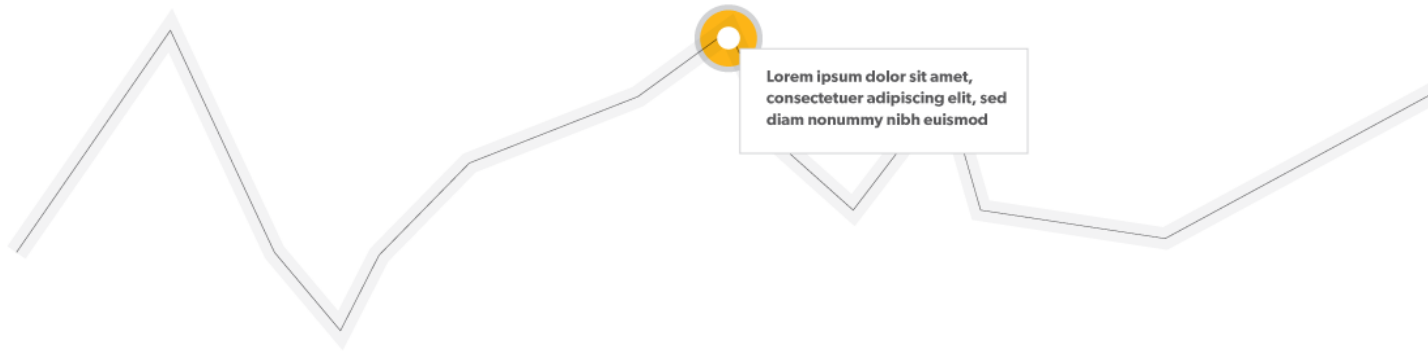 Lorem ipsum dolor sit amet,
consectetuer adipiscing elit, sed
diam nonummy nibh euismod